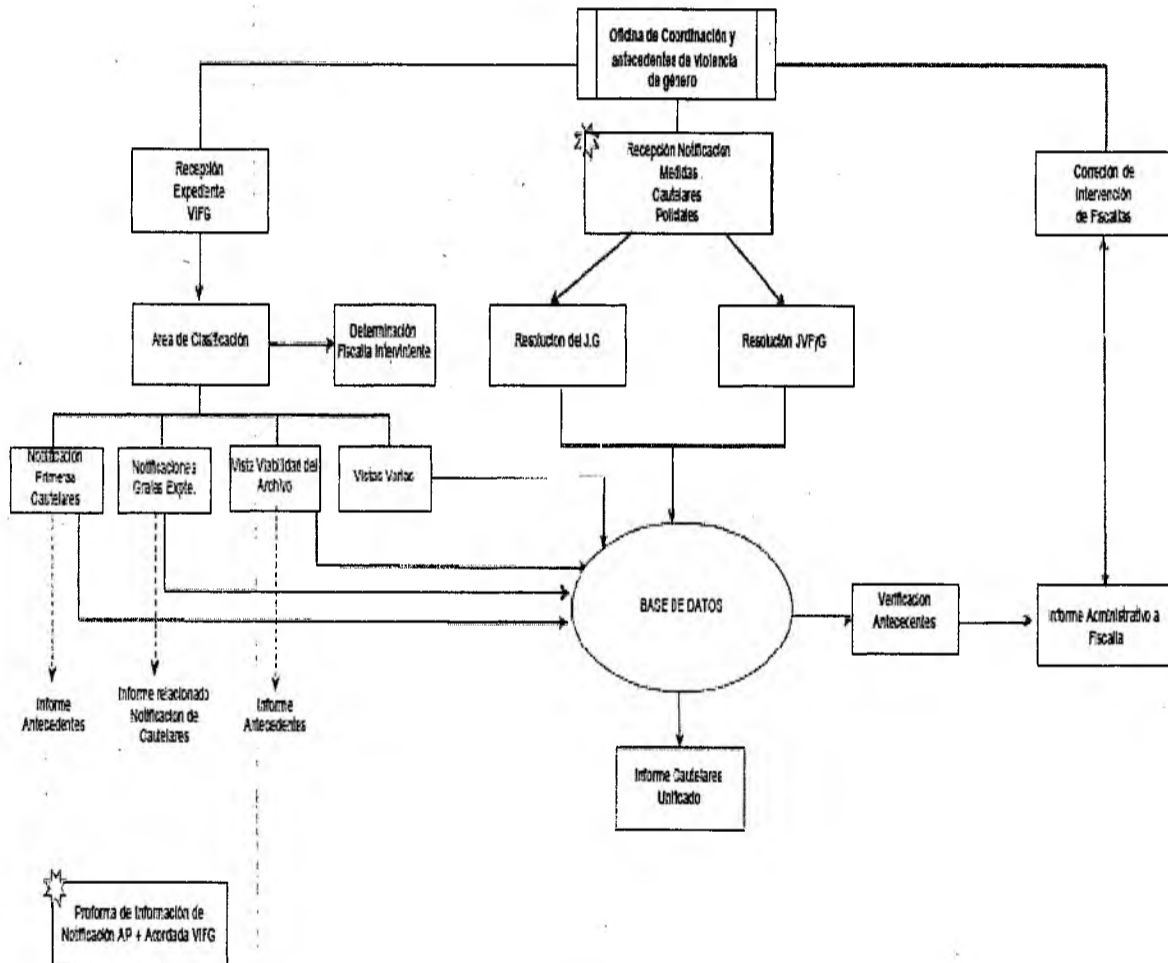 Oficina de Coordinación y
antecedentes de violencia
de género
Recepción
Expediente
VIFG
Recepción Notificacion
Medidas
Cautelares
Policiales
Correción de
Intervención
de Fiscalías
Area de Clasificación
Determinación
Fiscalía Interviniente
Resolucion del J.G
Resolución JVF/G
Notificación
Primeras
Cautelares
Notificaciones
Grales Expte.
Vista Viabilidad del
Archivo
Vistas Varias
BASE DE DATOS
Verificacion
Antececentes
Informe Administrativo a
Fiscalía
Informe
Antecedentes
Informe relacionado
Notificacion de
Cautelares
Informe
Antecedentes
Informe Cautelares
Unificado
Proforma de Información de
Notificación AP + Acordada VIFG